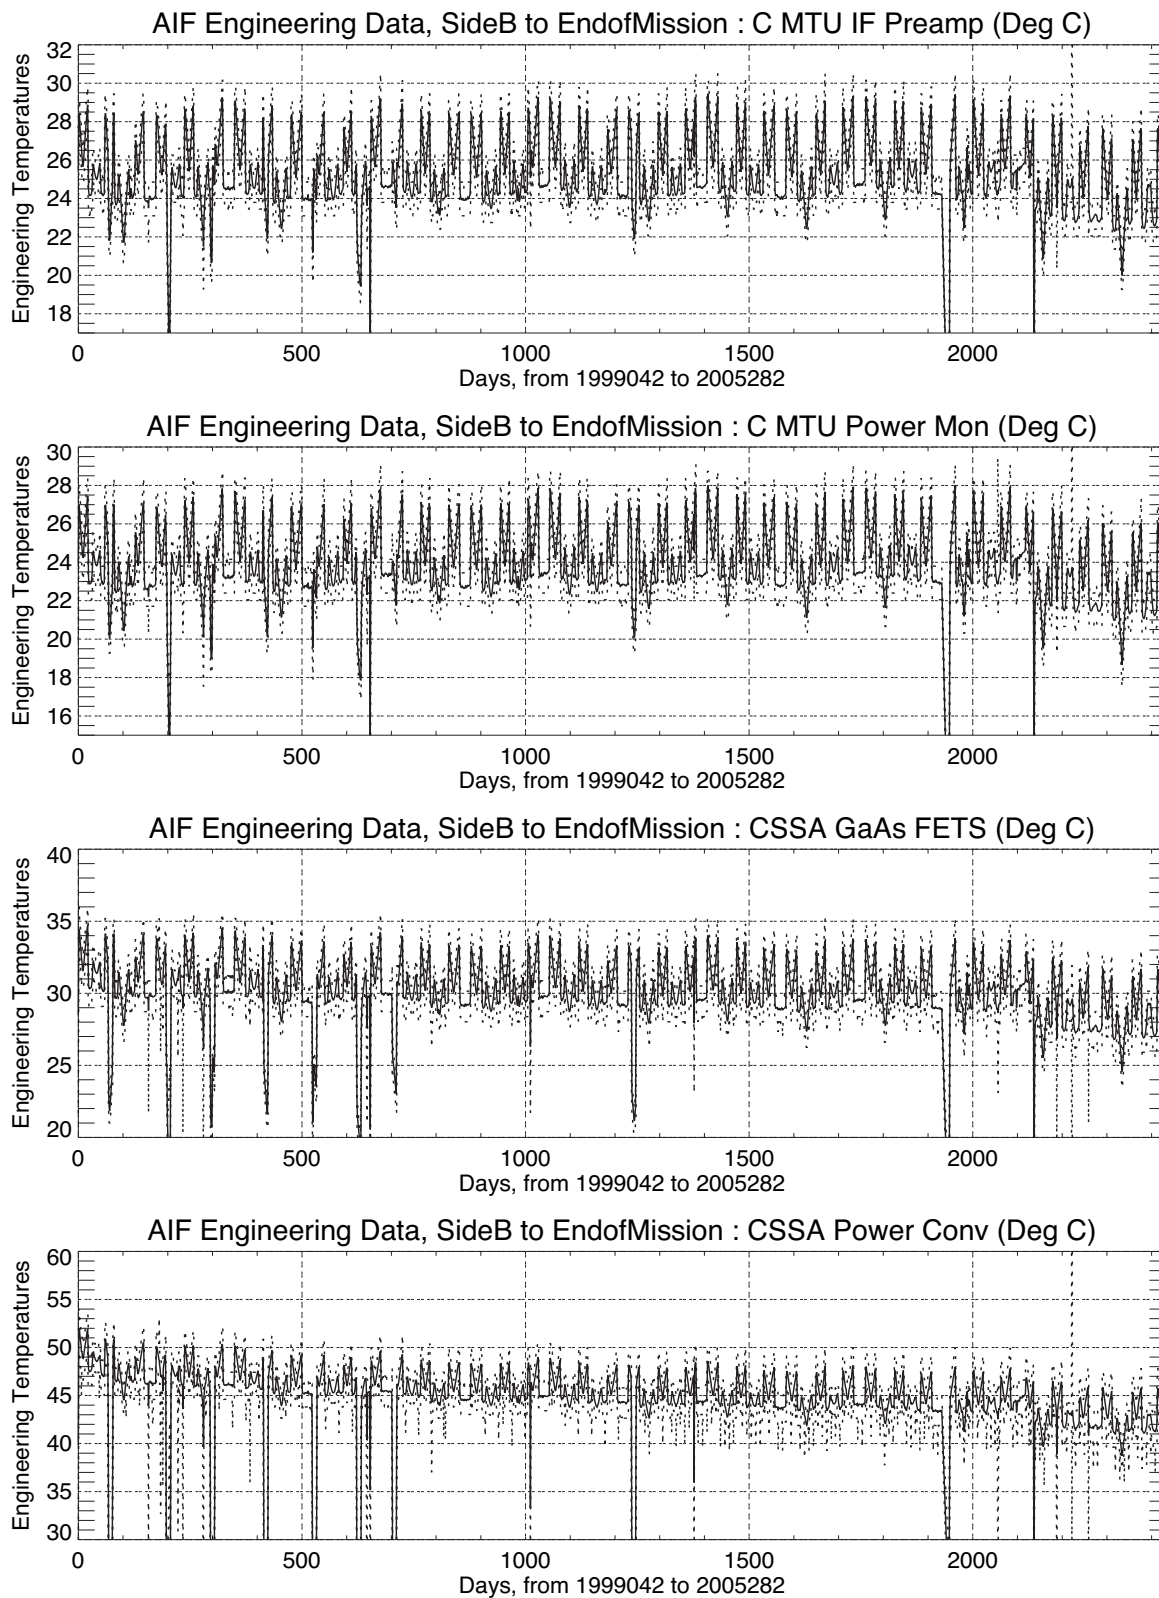 AIF Engineering Data, SideB to EndofMission : C MTU IF Preamp (Deg C)
Engineering Temperatures
32
30
28
26
24
22
20
18
0 500 1000 1500 2000
Days, from 1999042 to 2005282
AIF Engineering Data, SideB to EndofMission : C MTU Power Mon (Deg C)
Engineering Temperatures
30
28
26
24
22
20
18
16
0 500 1000 1500 2000
Days, from 1999042 to 2005282
AIF Engineering Data, SideB to EndofMission : CSSA GaAs FETS (Deg C)
Engineering Temperatures
40
35
30
25
20
0 500 1000 1500 2000
Days, from 1999042 to 2005282
AIF Engineering Data, SideB to EndofMission : CSSA Power Conv (Deg C)
Engineering Temperatures
60
55
50
45
40
35
30
0 500 1000 1500 2000
Days, from 1999042 to 2005282